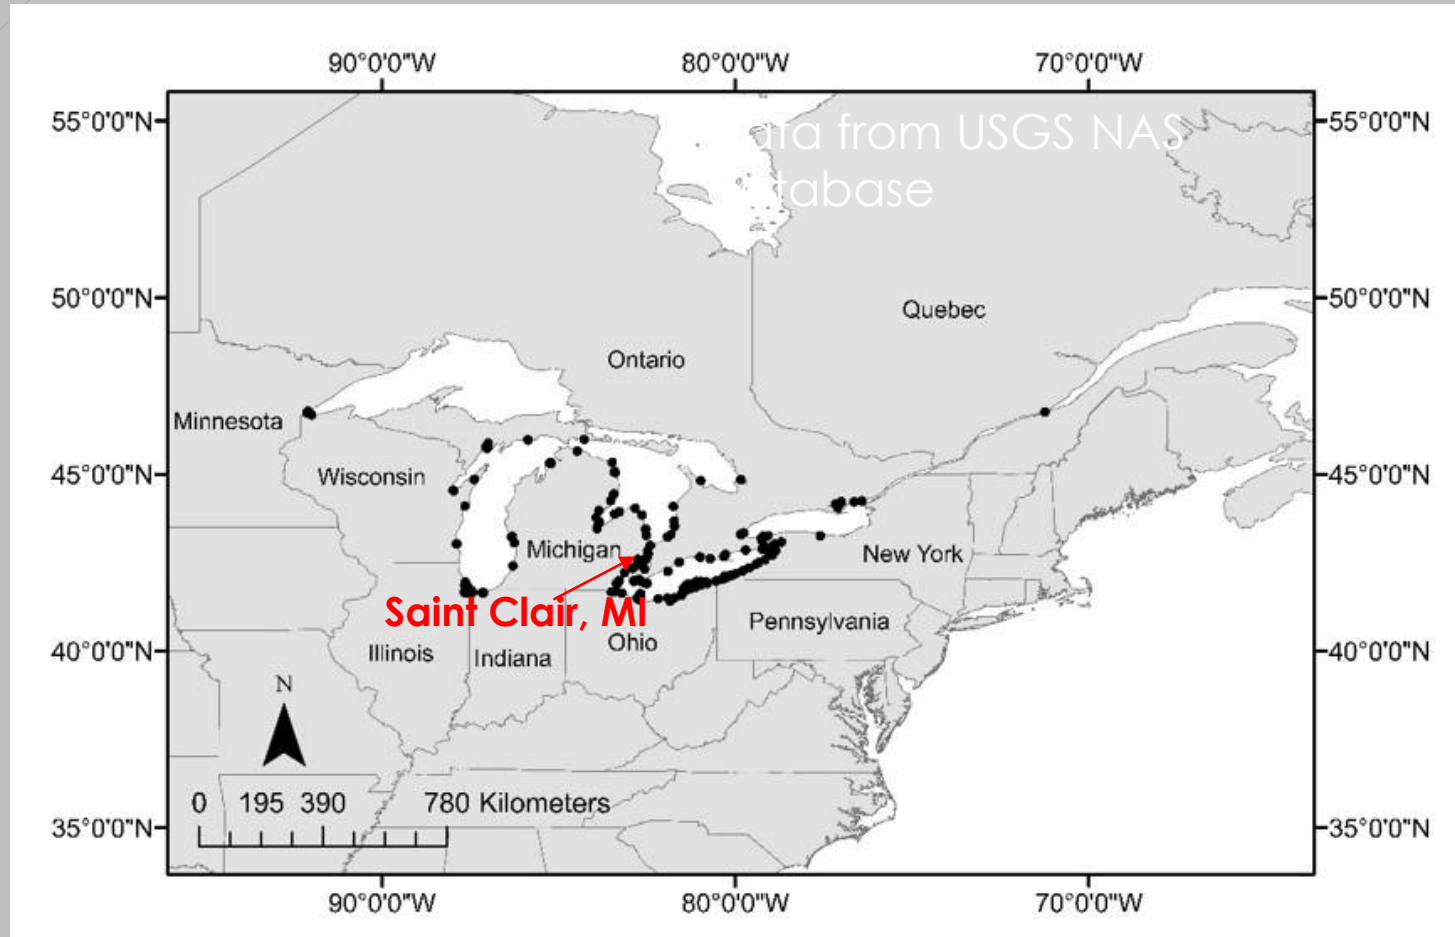 90°0'0"W 80°0'0"W 70°0'0"W
55°0'0"N 55°0'0"N
ata from USGS NAS
tabase
50°0'0"N 50°0'0"N
Quebec
Ontario
Minnesota
45°0'0"N 45°0'0"N
Wisconsin
Michigan New York
Saint Clair, MI
Pennsylvania
Ohio
40°0'0"N 40°0'0"N
Illinois Indiana
N
0 195 390 780 Kilometers
35°0'0"N 35°0'0"N
90°0'0"W 80°0'0"W 70°0'0"W